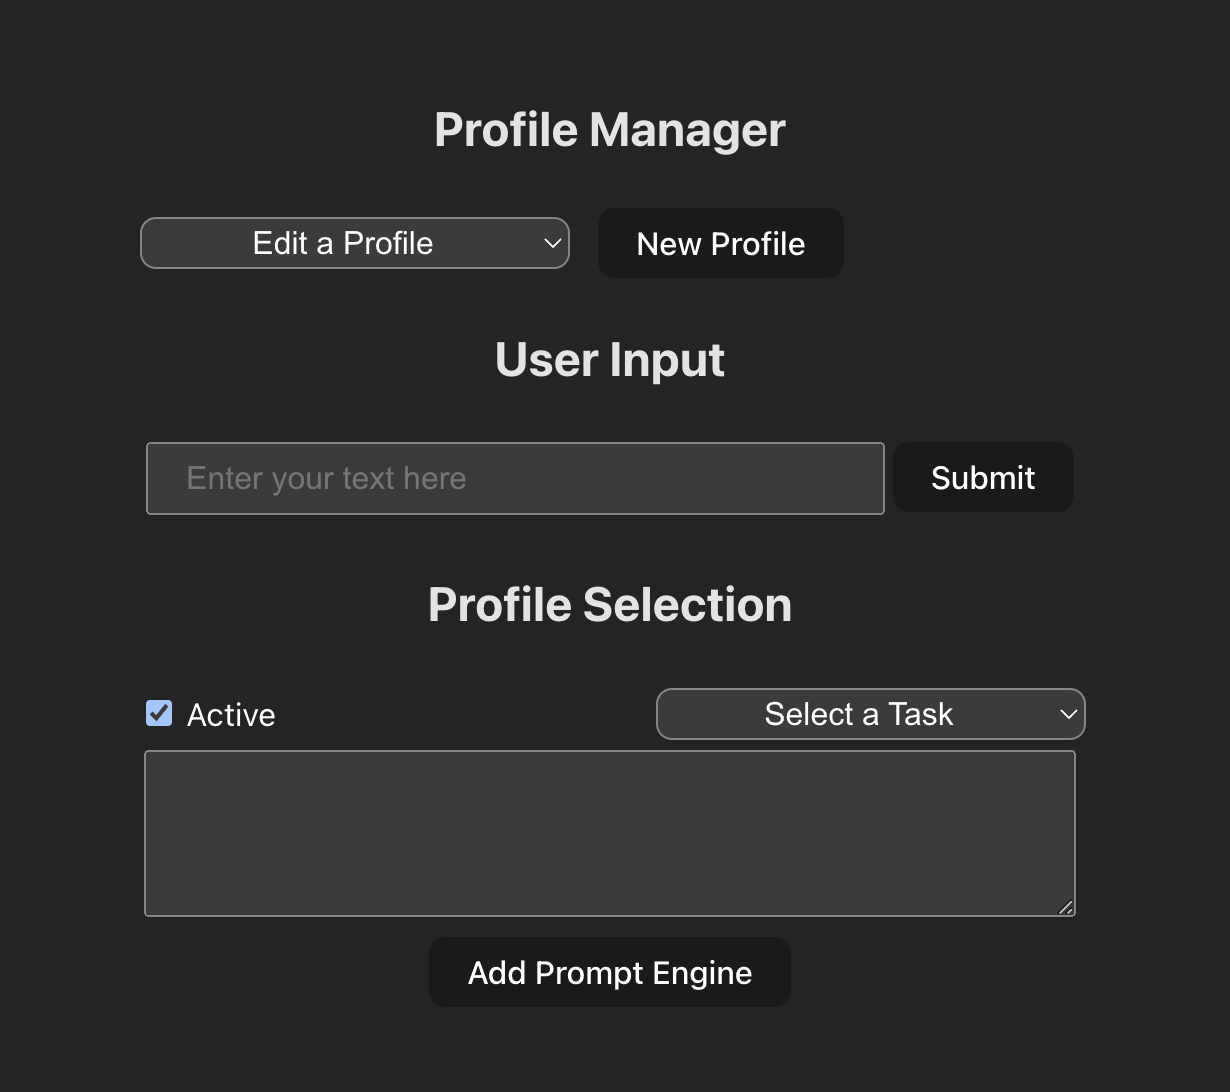 Profile Manager
Edit a Profile
New Profile
User Input
Enter your text here
Submit
Profile Selection
Active
Select a Task
Add Prompt Engine